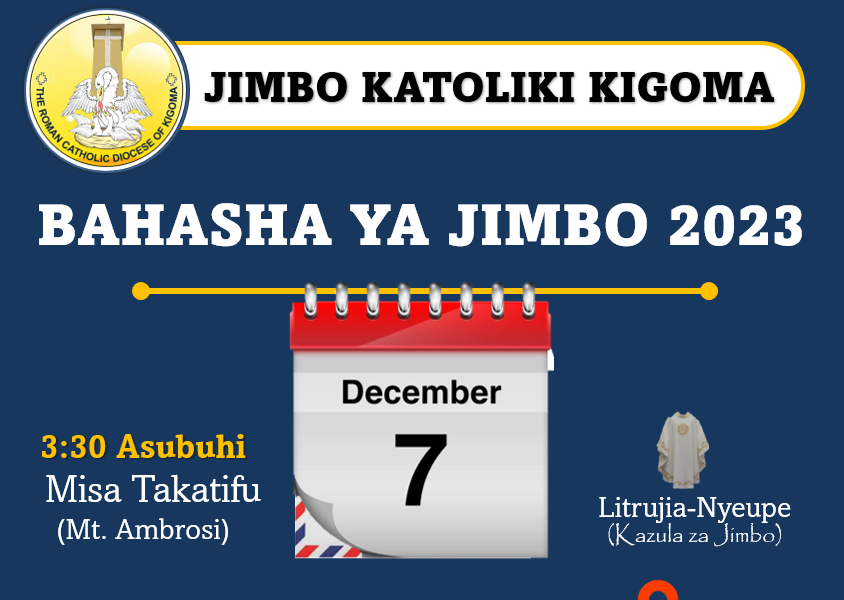 THE ROMAN CATHOLIC DIOCESE OF KIGOMA
JIMBO KATOLIKI KIGOMA
BAHASHA YA JIMBO 2023
December
7
3:30 Asubuhi
Misa Takatifu
(Mt. Ambrosi)
Litrujia-Nyeupe
(Kazula za Jimbo)